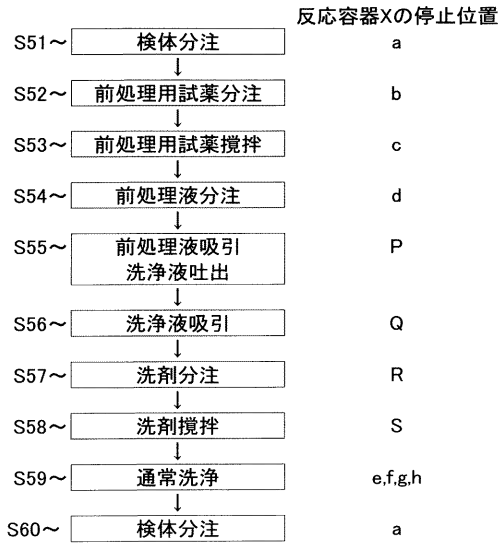 反応容器Xの停止位置
S51～ 検体分注 a
↓
S52～ 前処理用試薬分注 b
↓
S53～ 前処理用試薬撹拌 c
↓
S54～ 前処理液分注 d
↓
S55～ 前処理液吸引 P
洗浄液吐出
↓
S56～ 洗浄液吸引 Q
↓
S57～ 洗剤分注 R
↓
S58～ 洗剤撹拌 S
↓
S59～ 通常洗浄 e,f,g,h
↓
S60～ 検体分注 a